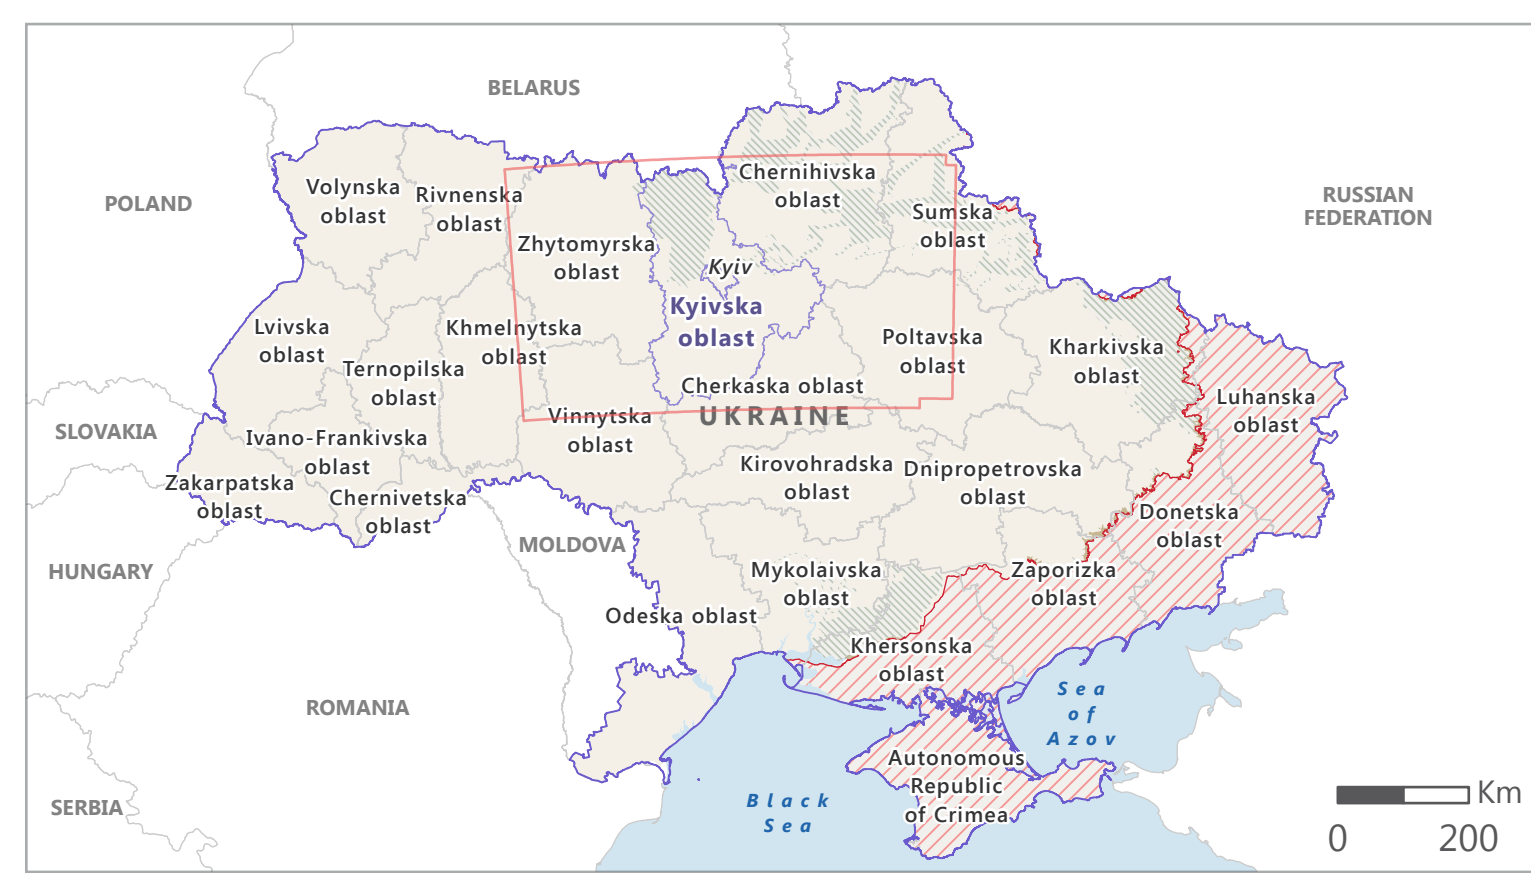 BELARUS
POLAND
Volynska
oblast
Rivnenska
oblast
Chernihivska
oblast
RUSSIAN
FEDERATION
Sumska
oblast
Zhytomyrska
oblast
Kyiv
Kyivska
oblast
Lvivska
oblast
Khmelnytska
oblast
Ternopilska
oblast
Poltavska
oblast
Kharkivska
oblast
Cherkaska oblast
Luhanska
oblast
UKRAINE
Vinnytska
oblast
SLOVAKIA
Ivano-Frankivska
oblast
Kirovohradska
oblast
Dnipropetrovska
oblast
Zakarpatska
oblast
Chernivetska
oblast
Donetska
oblast
MOLDOVA
HUNGARY
Mykolaivska
oblast
Zaporizka
oblast
Odeska oblast
Khersonska
oblast
ROMANIA
Sea
of
Azov
Autonomous
Republic
of Crimea
Black
Sea
SERBIA
Km
0 200